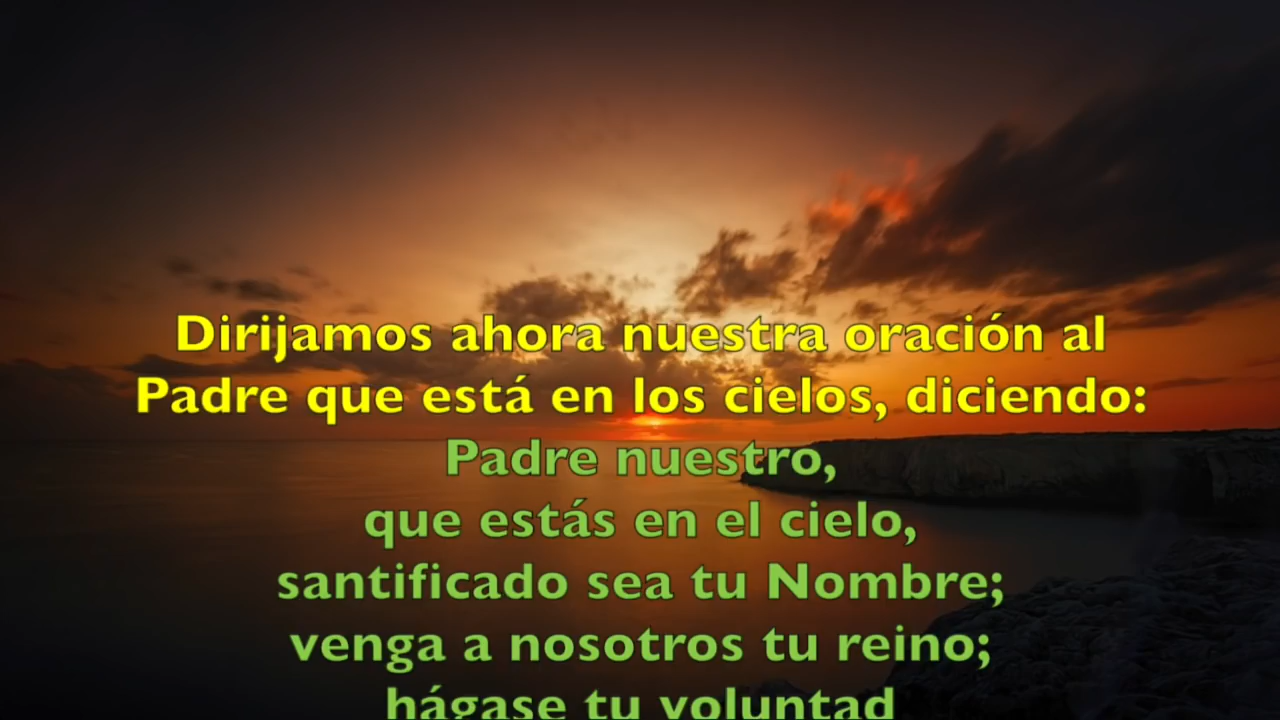 Dirijamos ahora nuestra oración al
Padre que está en los cielos, diciendo:
Padre nuestro,
que estás en el cielo,
santificado sea tu Nombre;
venga a nosotros tu reino;
hágase tu voluntad